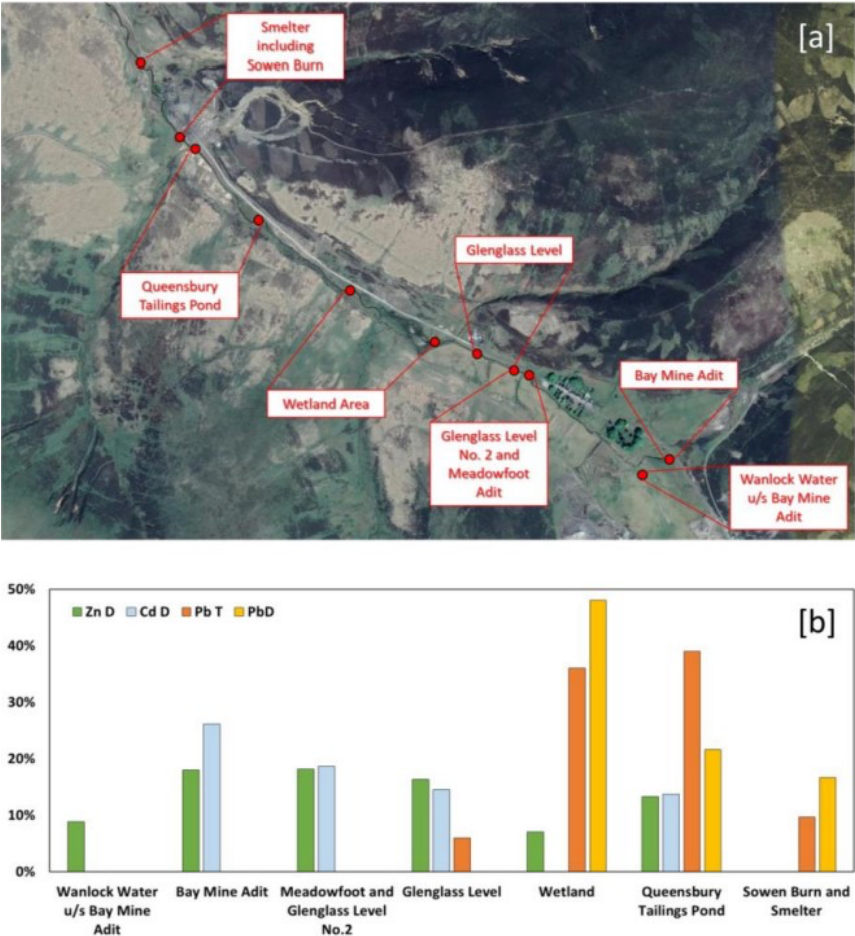 [a]
Smelter
including
Sowen Burn
Queensbury
Tailings Pond
Glenglass Level
Wetland Area
Bay Mine Adit
Glenglass Level
No. 2 and
Meadowfoot
Adit
Wanlock Water
u/s Bay Mine
Adit
50%
40%
30%
20%
10%
0%
Zn D Cd D Pb T PbD
[b]
Wanlock Water
u/s Bay Mine
Adit
Bay Mine Adit
Meadowfoot and
Glenglass Level
No.2
Glenglass Level
Wetland
Queensbury
Tailings Pond
Sowen Burn and
Smelter